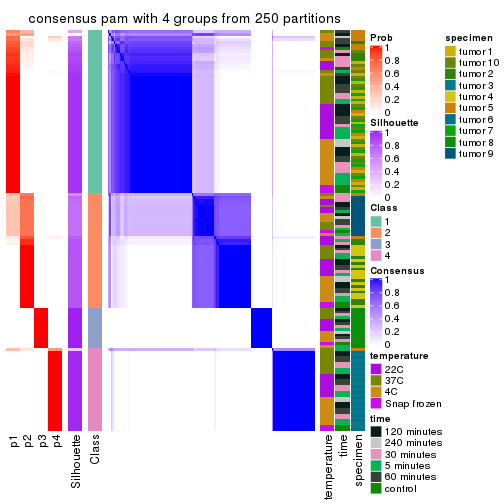 consensus pam with 4 groups from 250 partitions
Prob
1
0.8
0.6
0.4
0.2
0
Silhouette
1
0.8
0.6
0.4
0.2
0
Class
1
2
3
4
Consensus
1
0.8
0.6
0.4
0.2
0
temperature
22C
37C
4C
Snap frozen
time
120 minutes
240 minutes
30 minutes
5 minutes
60 minutes
control
specimen
tumor 1
tumor 10
tumor 2
tumor 3
tumor 4
tumor 5
tumor 6
tumor 7
tumor 8
tumor 9
p1
p2
p3
p4
Silhouette
Class
temperature
time
specimen